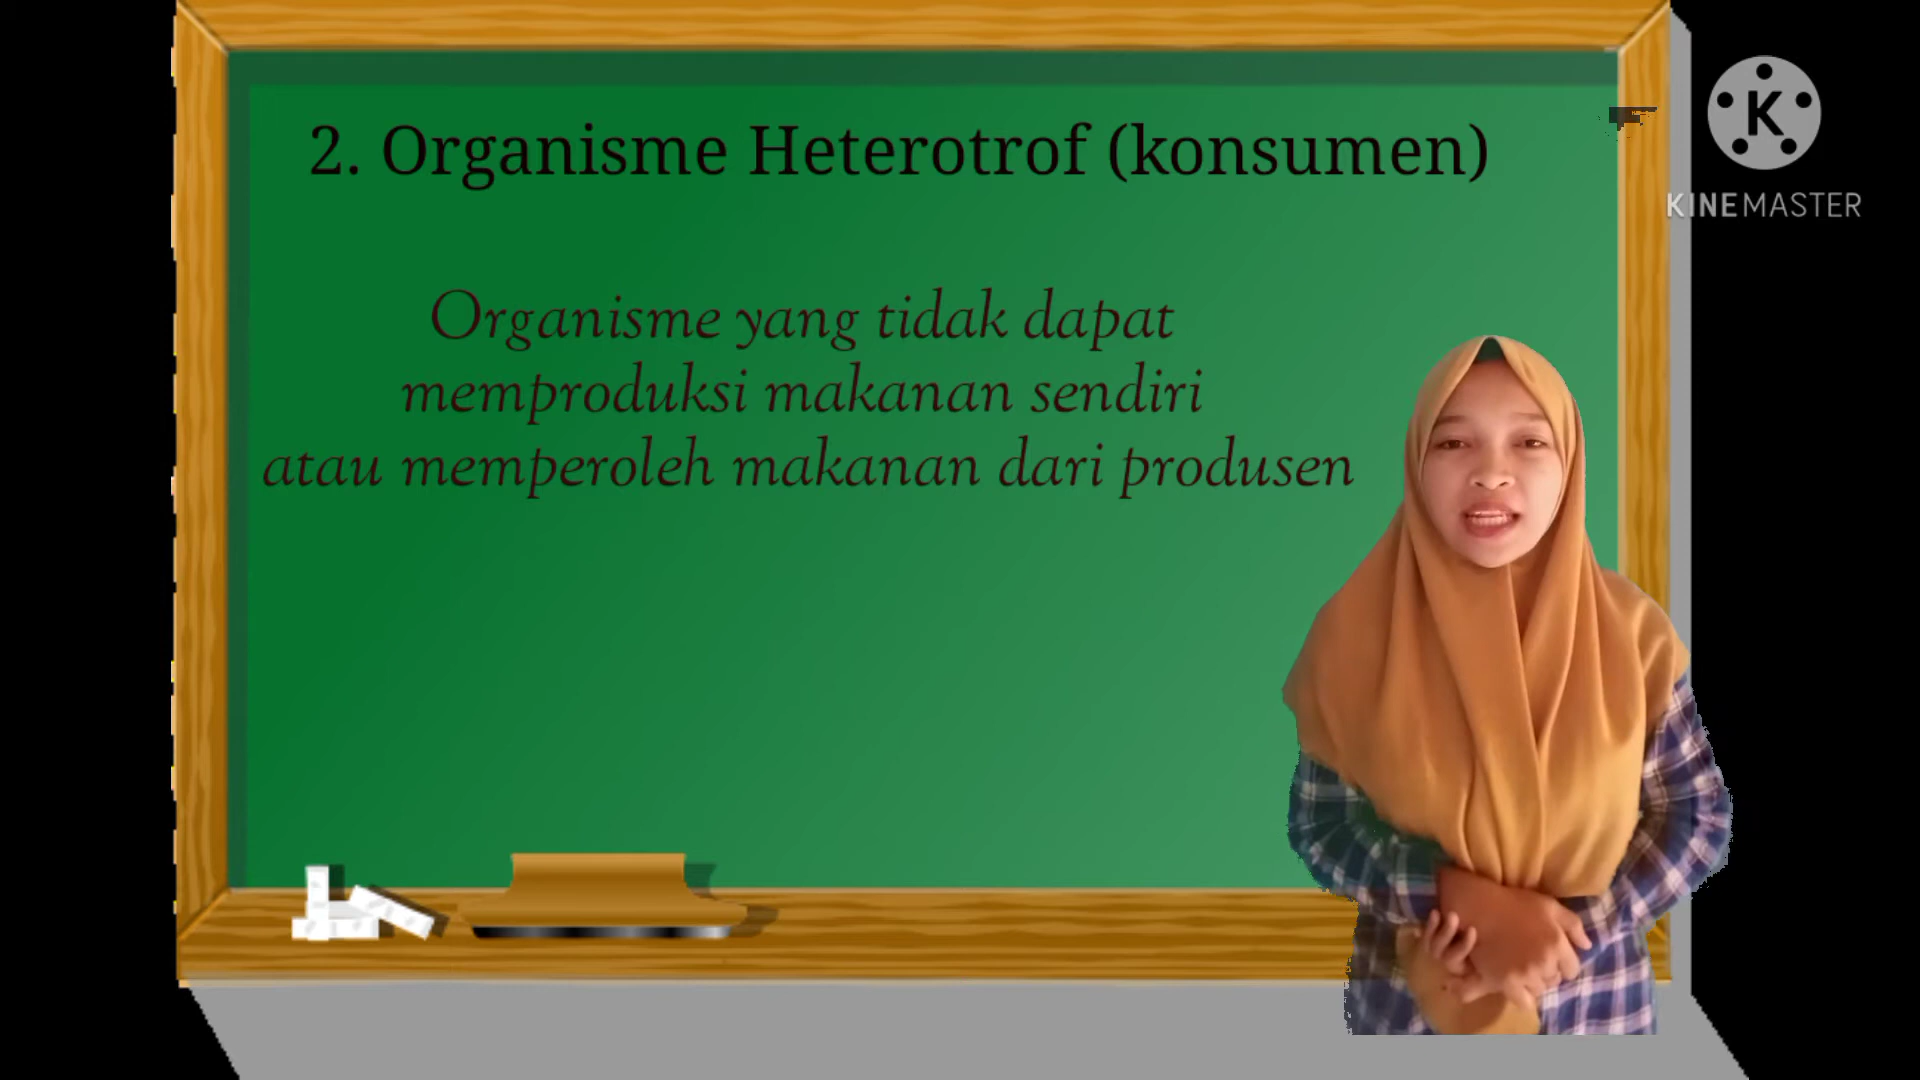 2. Organisme Heterotrof (konsumen)
Organisme yang tidak dapat
memproduksi makanan sendiri
atau memperoleh makanan dari produsen
K
KINEMASTER